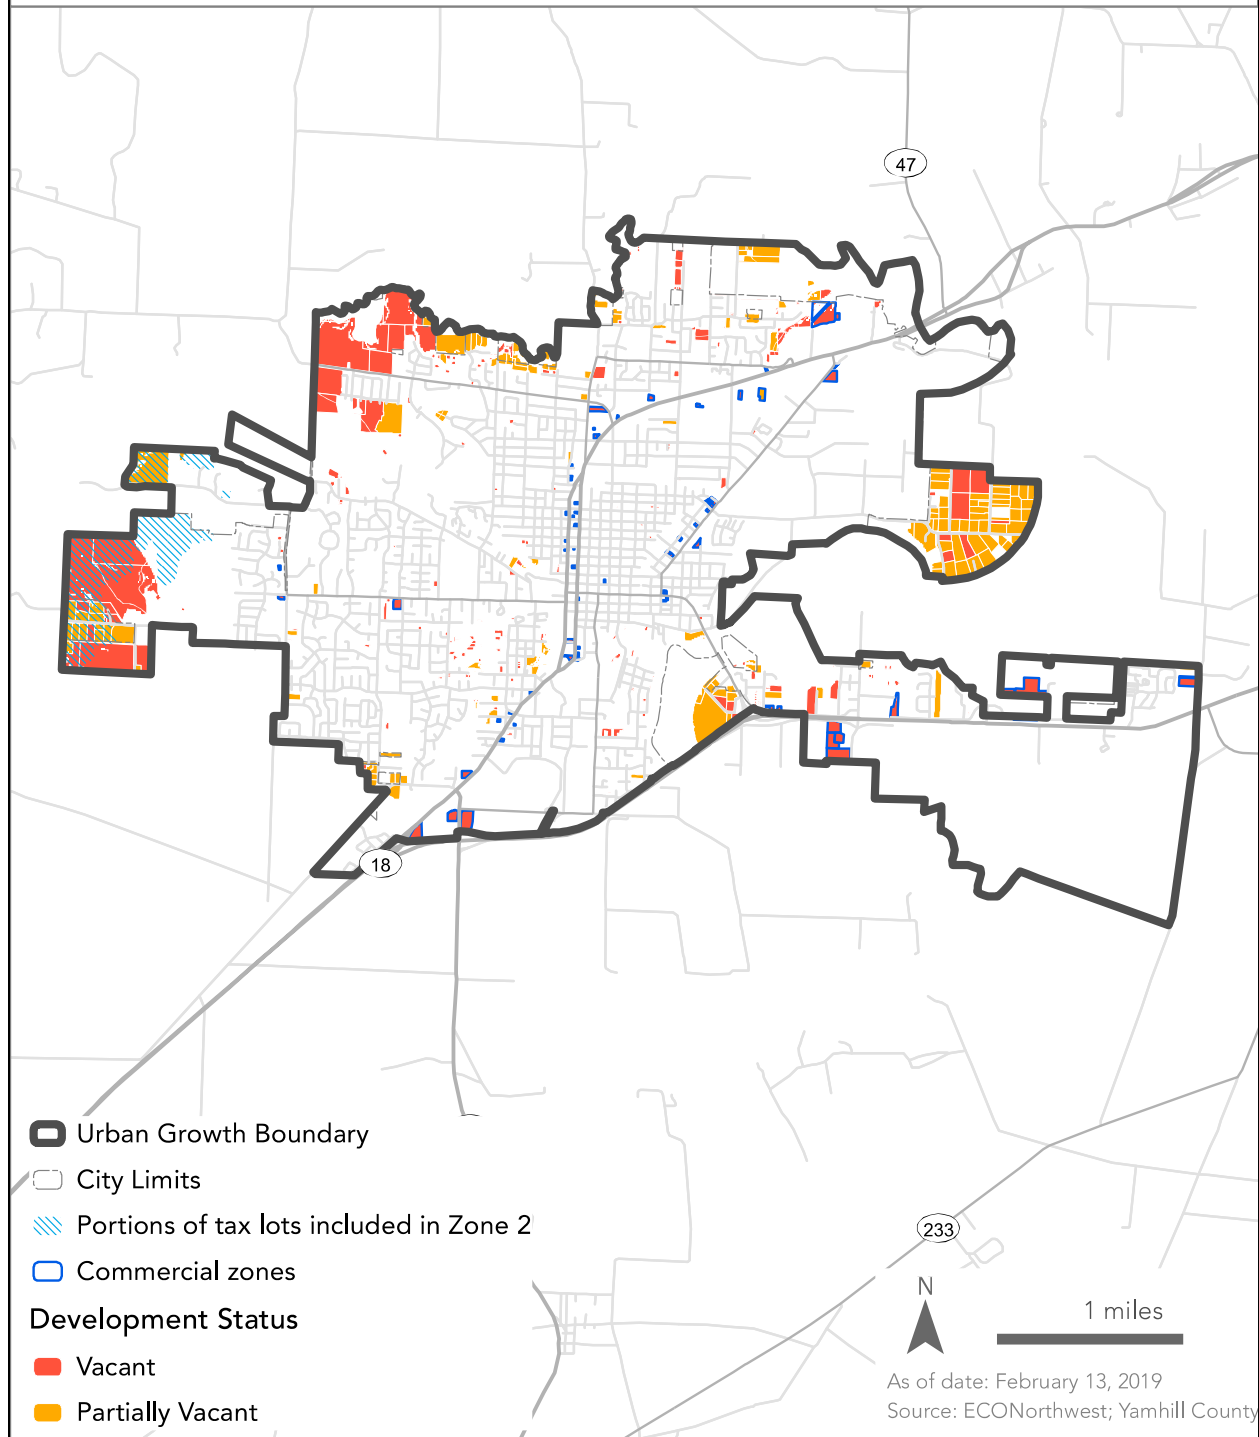 47
18
Urban Growth Boundary
City Limits
Portions of tax lots included in Zone 2
Commercial zones
Development Status
Vacant
Partially Vacant
233
N
1 miles
As of date: February 13, 2019
Source: ECONorthwest; Yamhill County